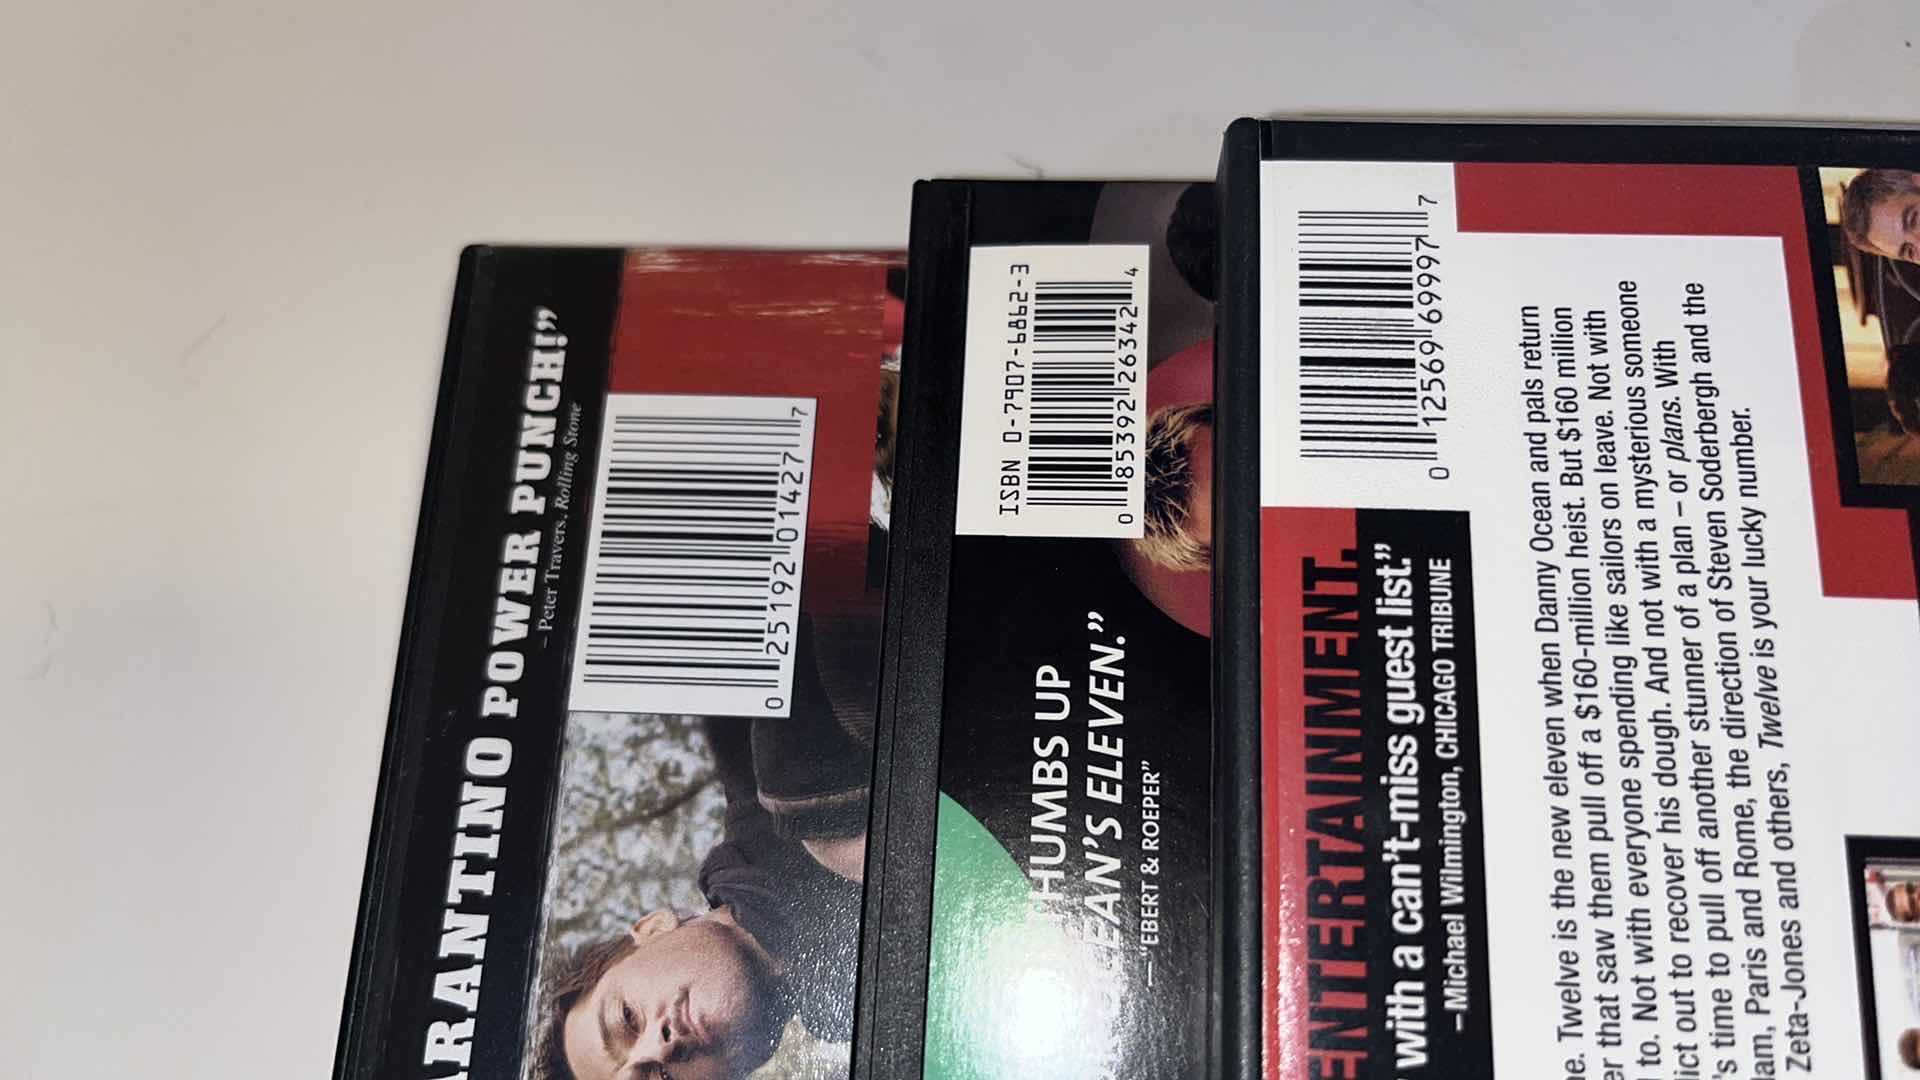 ARANTINO POWER PUNCH!”
–Peter Travers, Rolling Stone
0 25192 01427 7
ISBN 0-7907-6862-3
0 85392 26342 4
HUMBS UP
EAN'S ELEVEN.”
—“EBERT & ROEPER”
0 12569 69997 7
ENTERTAINMENT.
with a can't-miss guest list.”
–Michael Wilmington, CHICAGO TRIBUNE
ne. Twelve is the new eleven when Danny Ocean and pals return
er that saw them pull off a $160-million heist. But $160 million
to. Not with everyone spending like sailors on leave. Not with
dict out to recover his dough. And not with a mysterious someone
's time to pull off another stunner of a plan – or plans. With
dam, Paris and Rome, the direction of Steven Soderbergh and the
Zeta-Jones and others, Twelve is your lucky number.